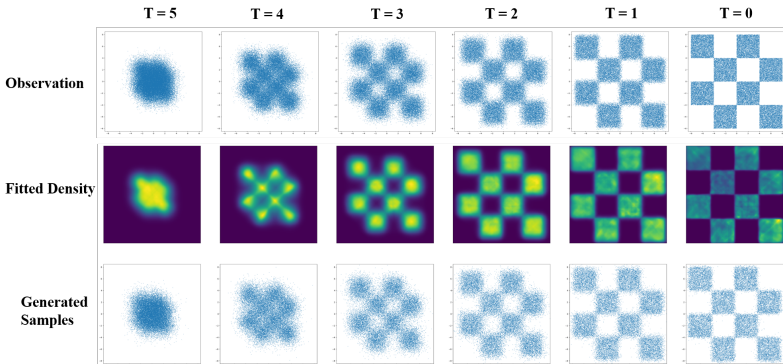 T = 5 T = 4 T = 3 T = 2 T = 1 T = 0
Observation
Fitted Density
Generated
Samples